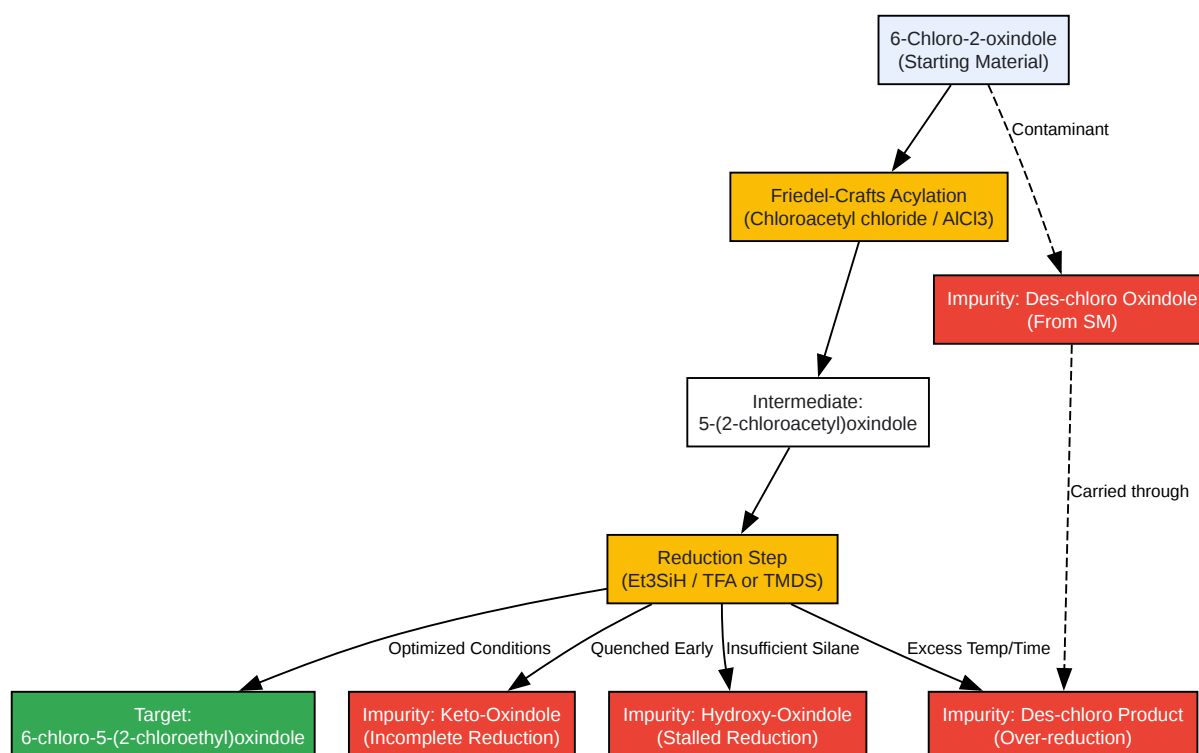 6-Chloro-2-oxindole
(Starting Material)
Contaminant
Friedel-Crafts Acylation
(Chloroacetyl chloride / AlCl3)
Impurity: Des-chloro Oxindole
(From SM)
Intermediate:
5-(2-chloroacetyl)oxindole
Carried through
Reduction Step
(Et3SiH / TFA or TMDS)
Optimized Conditions
Quenched Early
Insufficient Silane
Excess Temp/Time
Target:
6-chloro-5-(2-chloroethyl)oxindole
Impurity: Keto-Oxindole
(Incomplete Reduction)
Impurity: Hydroxy-Oxindole
(Stalled Reduction)
Impurity: Des-chloro Product
(Over-reduction)